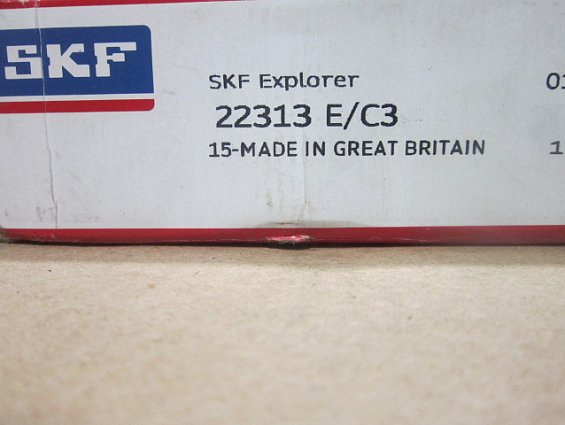 SKF
SKF Explorer
22313 E/C3
15-MADE IN GREAT BRITAIN